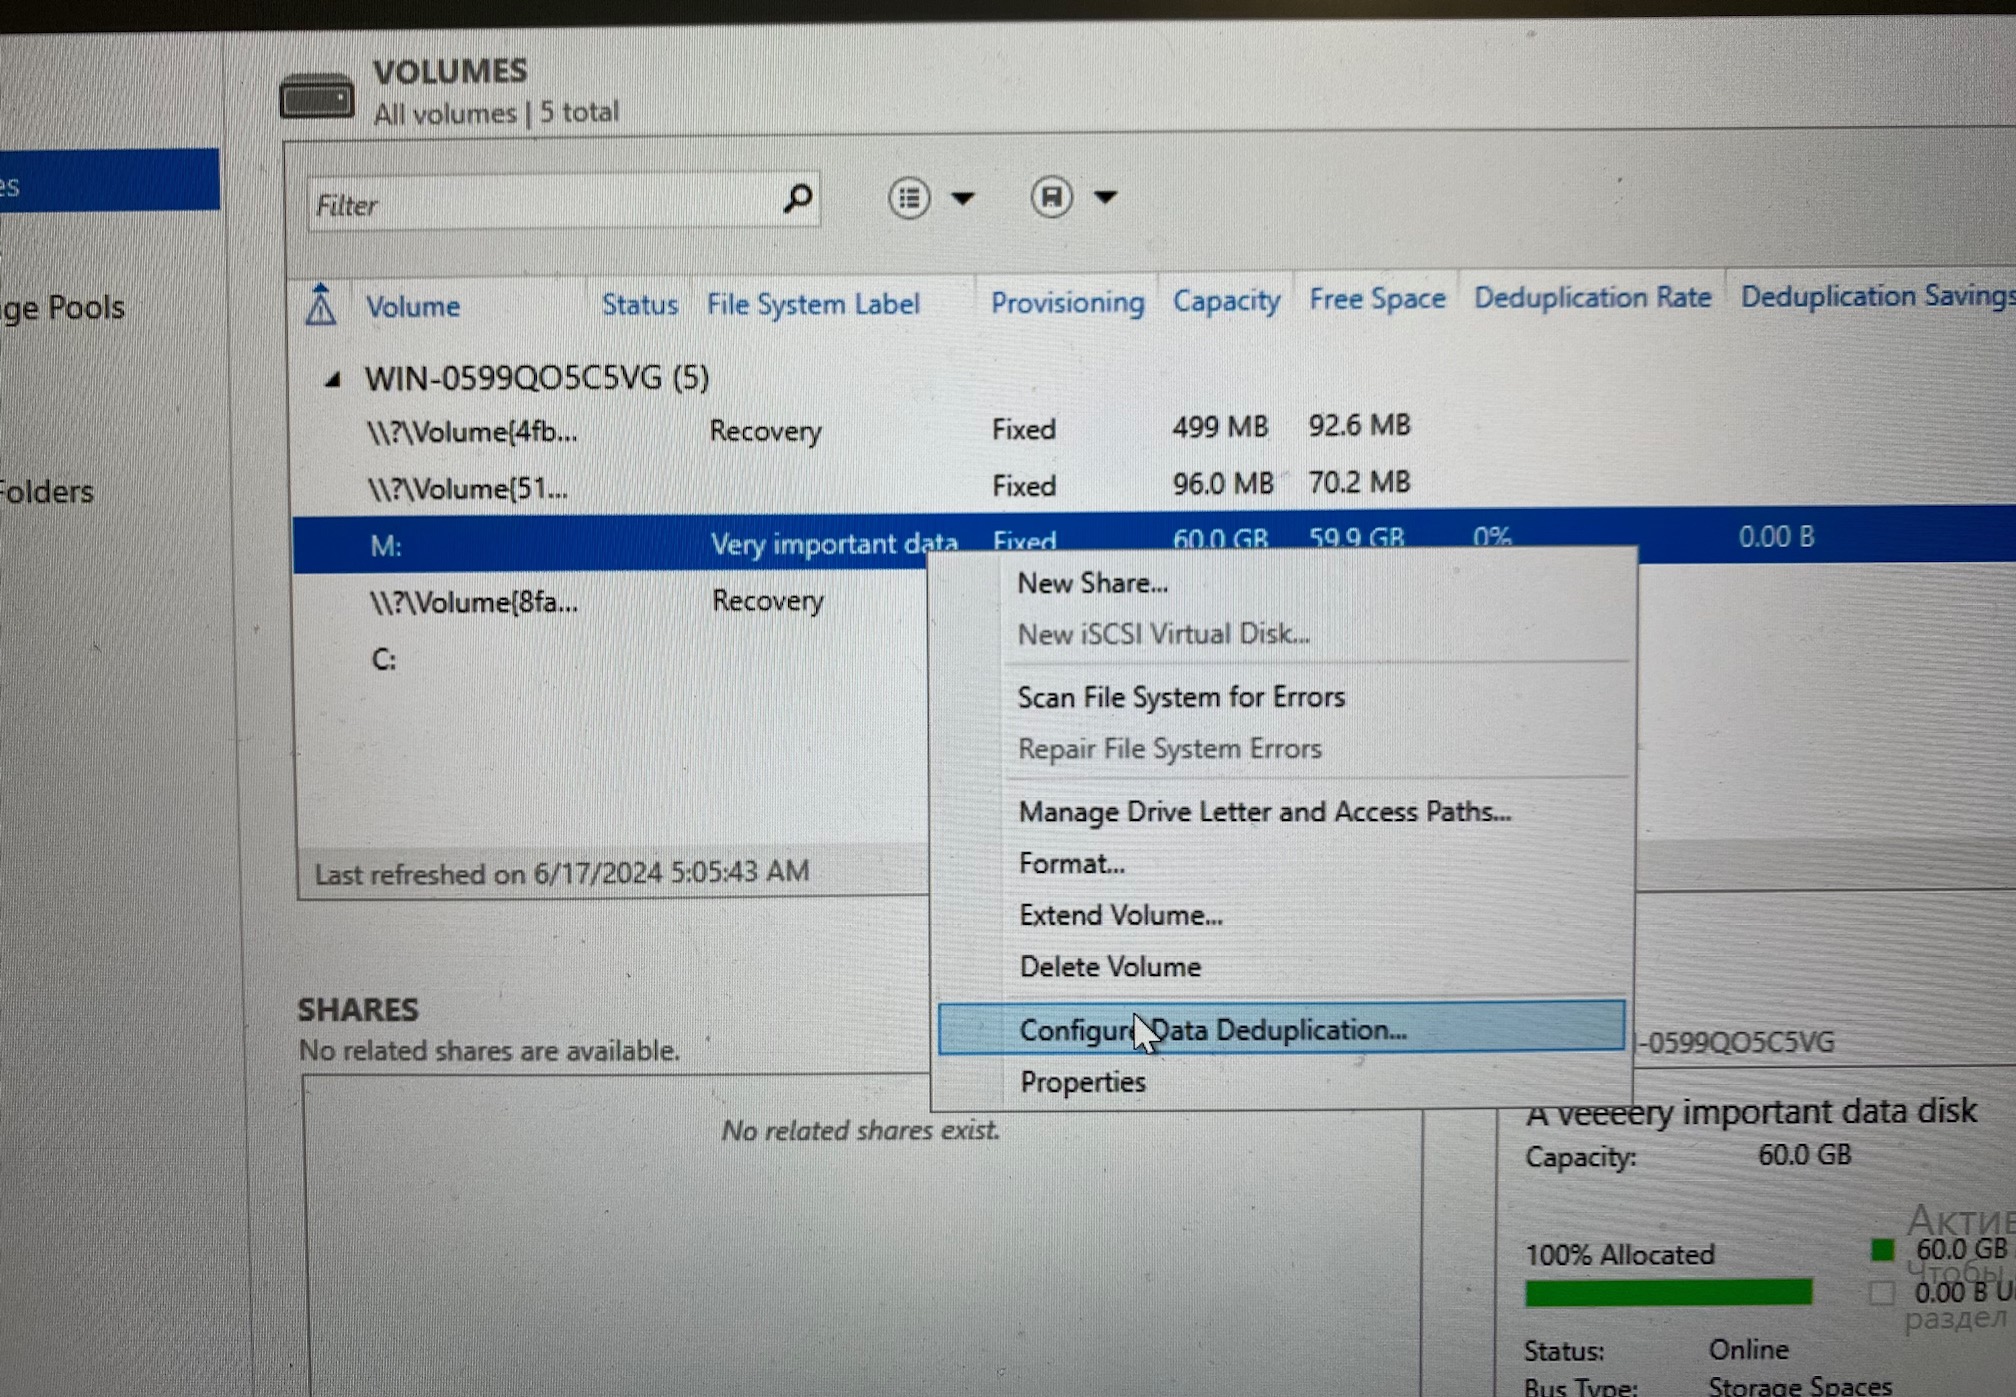 VOLUMES
All volumes | 5 total
es
Filter
ge Pools
Folders
Volume Status File System Label Provisioning Capacity Free Space Deduplication Rate Deduplication Savings
WIN-0599QO5C5VG (5)
\\?\Volume{4fb... Recovery Fixed 499 MB 92.6 MB
\\?\Volume{51... Fixed 96.0 MB 70.2 MB
M: Very important data Fixed 60.0 GB 59.9 GB 0% 0.00 B
\\?\Volume{8fa... Recovery
C:
New Share...
New iSCSI Virtual Disk...
Scan File System for Errors
Repair File System Errors
Manage Drive Letter and Access Paths...
Format...
Extend Volume...
Delete Volume
Configure Data Deduplication...
Properties
Last refreshed on 6/17/2024 5:05:43 AM
SHARES
No related shares are available.
No related shares exist.
-0599QO5C5VG
A veeeery important data disk
Capacity: 60.0 GB
Актив
100% Allocated
60.0 GB
Чтобы
0.00 B U
раздел
Status: Online
Bus Type: Storage Spaces